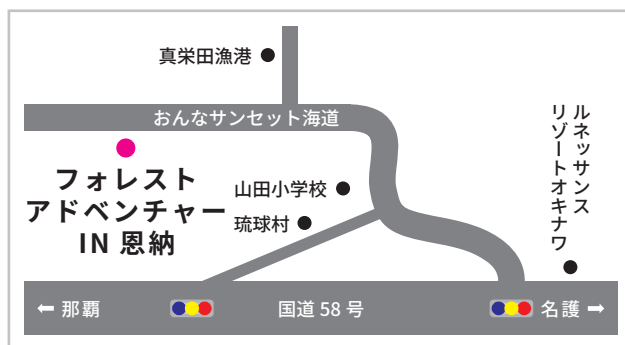 真栄田漁港
おんなサンセット海道
フォレスト
アドベンチャー
IN 恩納
山田小学校
琉球村
ルネッサンス
リゾートオキナワ
← 那覇
国道 58 号
名護 →